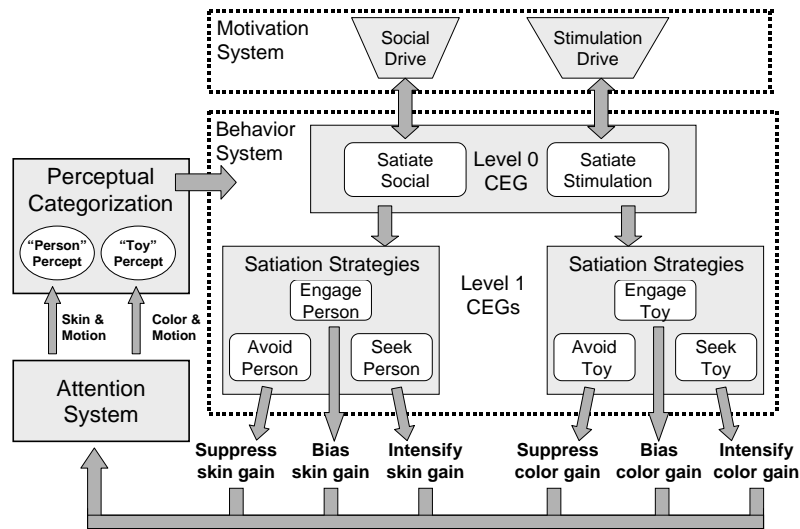 Motivation
System
Social
Drive
Stimulation
Drive
Behavior
System
Satiate
Social
Level 0
CEG
Satiate
Stimulation
Perceptual
Categorization
“Person”
Percept
“Toy”
Percept
Skin &
Motion
Color &
Motion
Attention
System
Satiation Strategies
Engage
Person
Avoid
Person
Seek
Person
Level 1
CEGs
Satiation Strategies
Engage
Toy
Avoid
Toy
Seek
Toy
Suppress
skin gain
Bias
skin gain
Intensify
skin gain
Suppress
color gain
Bias
color gain
Intensify
color gain